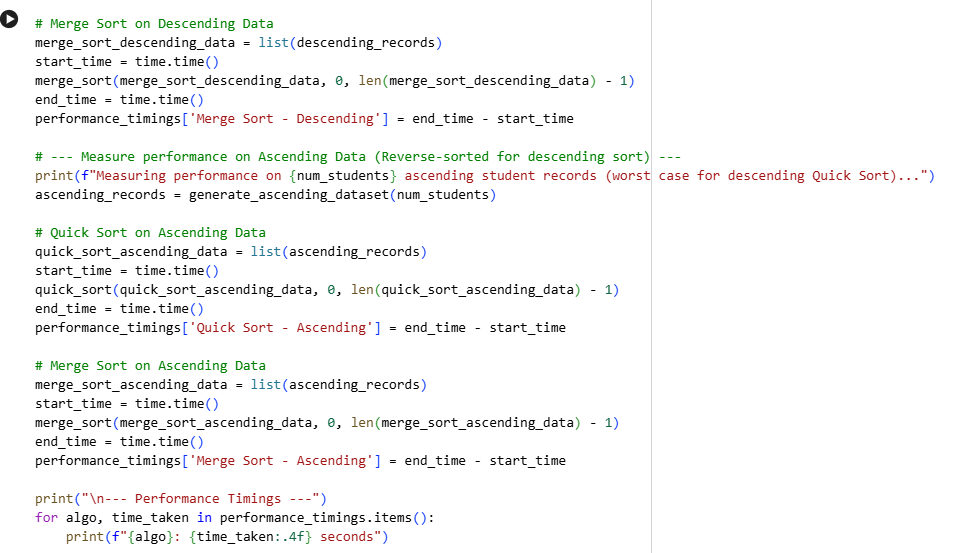 # Merge Sort on Descending Data
merge_sort_descending_data = list(descending_records)
start_time = time.time()
merge_sort(merge_sort_descending_data, 0, len(merge_sort_descending_data) - 1)
end_time = time.time()
performance_timings['Merge Sort - Descending'] = end_time - start_time

# --- Measure performance on Ascending Data (Reverse-sorted for descending sort) ---
print(f"Measuring performance on {num_students} ascending student records (worst case for descending Quick Sort)...")
ascending_records = generate_ascending_dataset(num_students)

# Quick Sort on Ascending Data
quick_sort_ascending_data = list(ascending_records)
start_time = time.time()
quick_sort(quick_sort_ascending_data, 0, len(quick_sort_ascending_data) - 1)
end_time = time.time()
performance_timings['Quick Sort - Ascending'] = end_time - start_time

# Merge Sort on Ascending Data
merge_sort_ascending_data = list(ascending_records)
start_time = time.time()
merge_sort(merge_sort_ascending_data, 0, len(merge_sort_ascending_data) - 1)
end_time = time.time()
performance_timings['Merge Sort - Ascending'] = end_time - start_time

print("\n--- Performance Timings ---")
for algo, time_taken in performance_timings.items():
    print(f"{algo}: {time_taken:.4f} seconds")